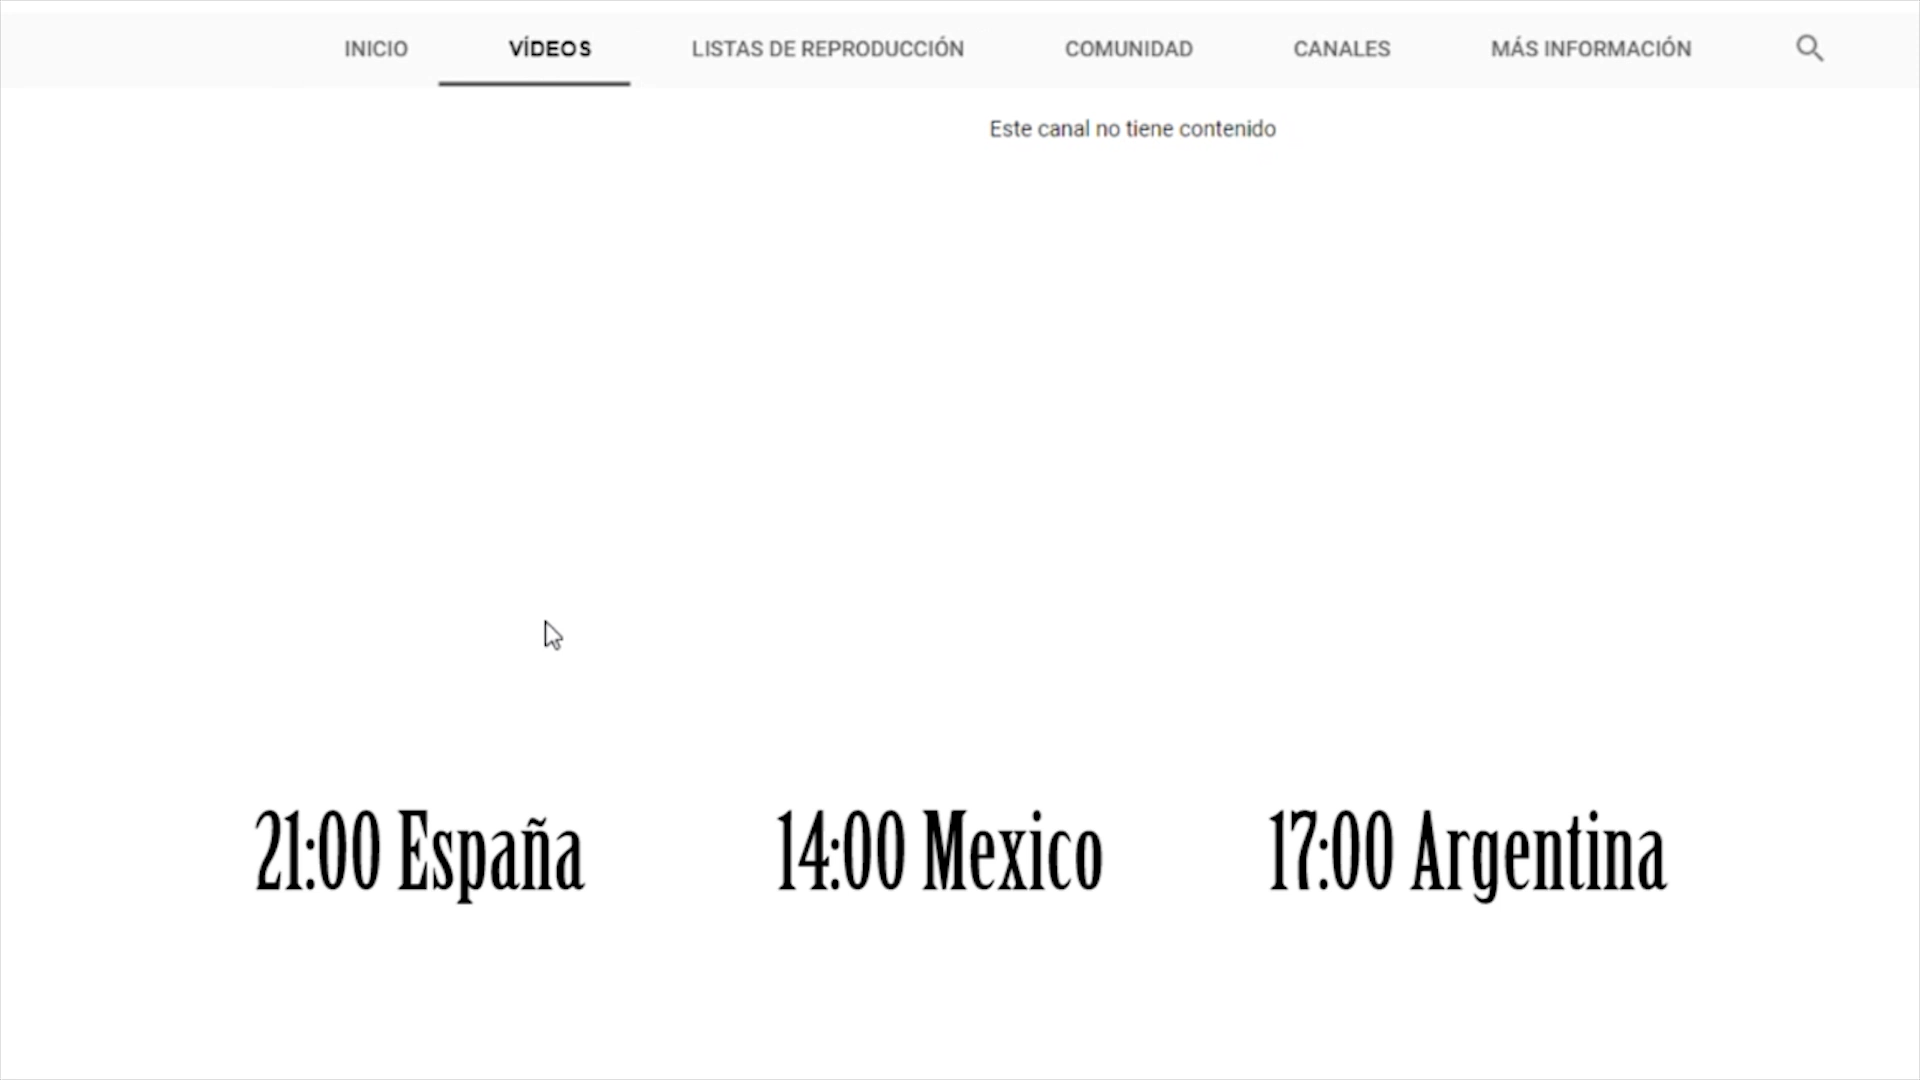 INICIO VÍDEOS LISTAS DE REPRODUCCIÓN COMUNIDAD CANALES MÁS INFORMACIÓN
Este canal no tiene contenido
21:00 España 14:00 Mexico 17:00 Argentina